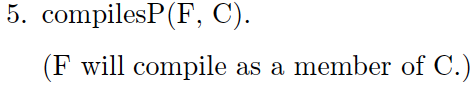 5. compilesP(F, C).
(F will compile as a member of C.)